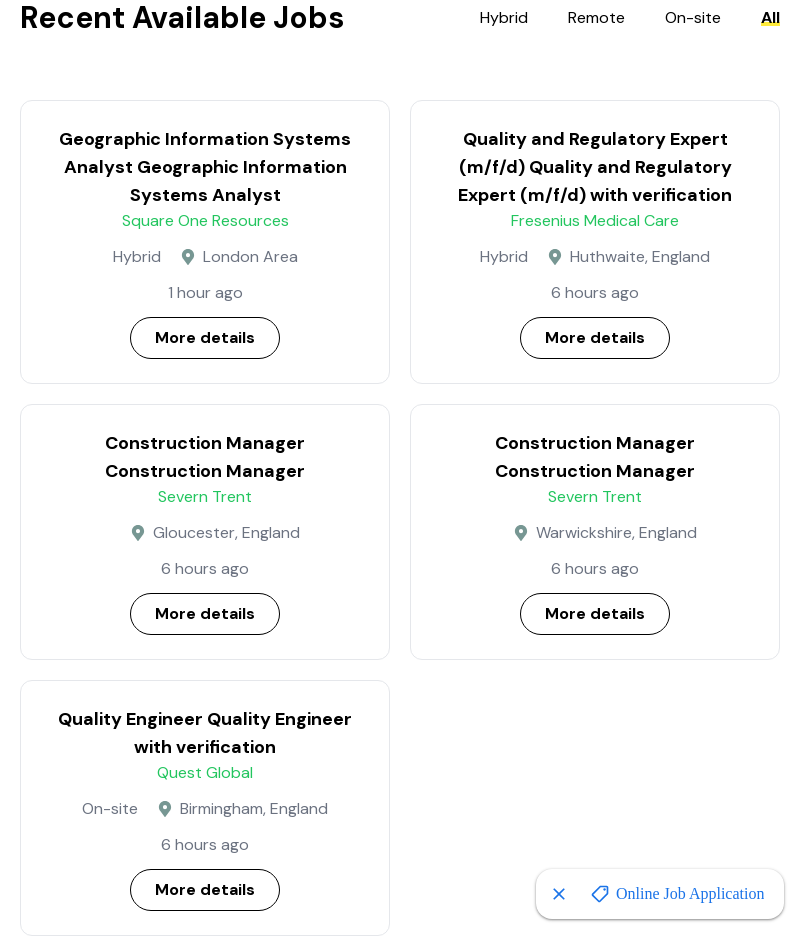 Recent Available Jobs
Hybrid Remote On-site All
Geographic Information Systems
Analyst Geographic Information
Systems Analyst
Square One Resources
Hybrid London Area
1 hour ago
More details
Quality and Regulatory Expert
(m/f/d) Quality and Regulatory
Expert (m/f/d) with verification
Fresenius Medical Care
Hybrid Huthwaite, England
6 hours ago
More details
Construction Manager
Construction Manager
Severn Trent
Gloucester, England
6 hours ago
More details
Construction Manager
Construction Manager
Severn Trent
Warwickshire, England
6 hours ago
More details
Quality Engineer Quality Engineer
with verification
Quest Global
On-site Birmingham, England
6 hours ago
More details
Online Job Application